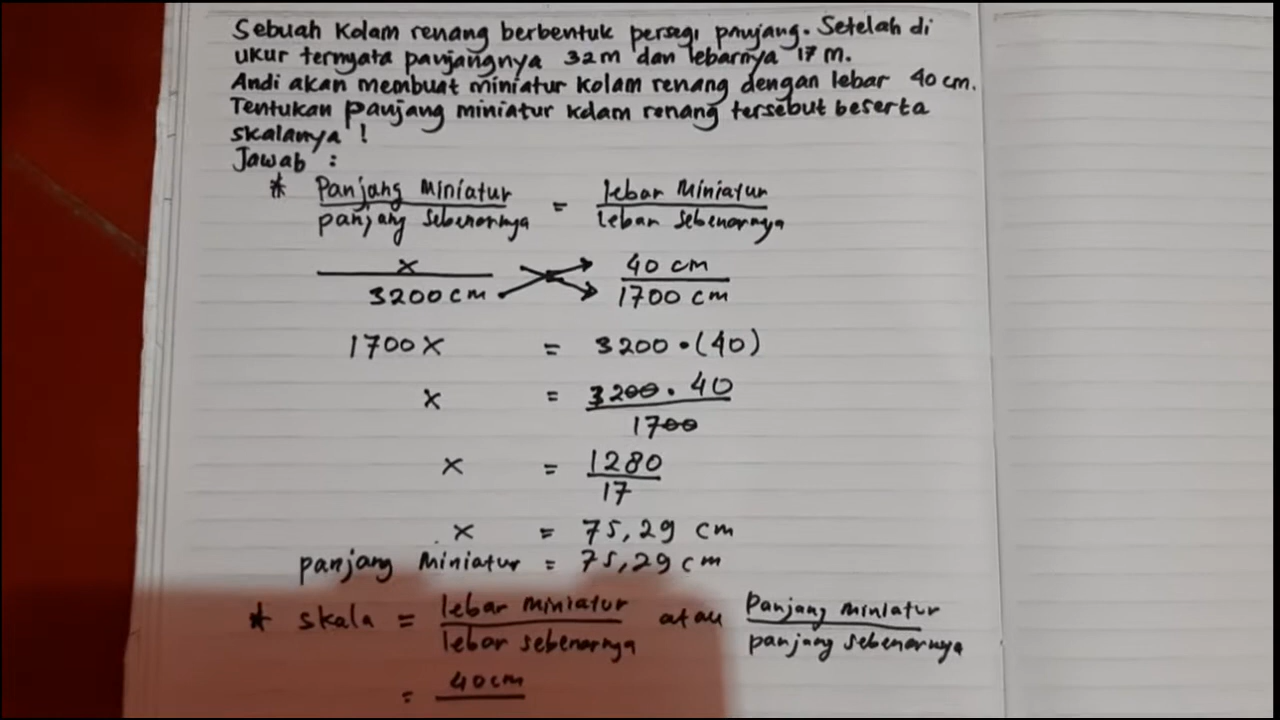 Sebuah kolam renang berbentuk persegi panjang. Setelah di
ukur ternyata panjangnya 32 m dan lebarnya 17 m.
Andi akan membuat miniatur kolam renang dengan lebar 40 cm.
Tentukan panjang miniatur kolam renang tersebut beserta
skalanya !
Jawab :
* Panjang Miniatur / panjang sebenarnya = lebar Miniatur / lebar sebenarnya
x / 3200 cm 40 cm / 1700 cm
1700 x = 3200 • (40)
x = 3200 . 40 / 1700
x = 1280 / 17
x = 75,29 cm
panjang Miniatur = 75,29 cm
* skala = lebar miniatur / lebar sebenarnya atau Panjang miniatur / panjang sebenarnya
= 40 cm